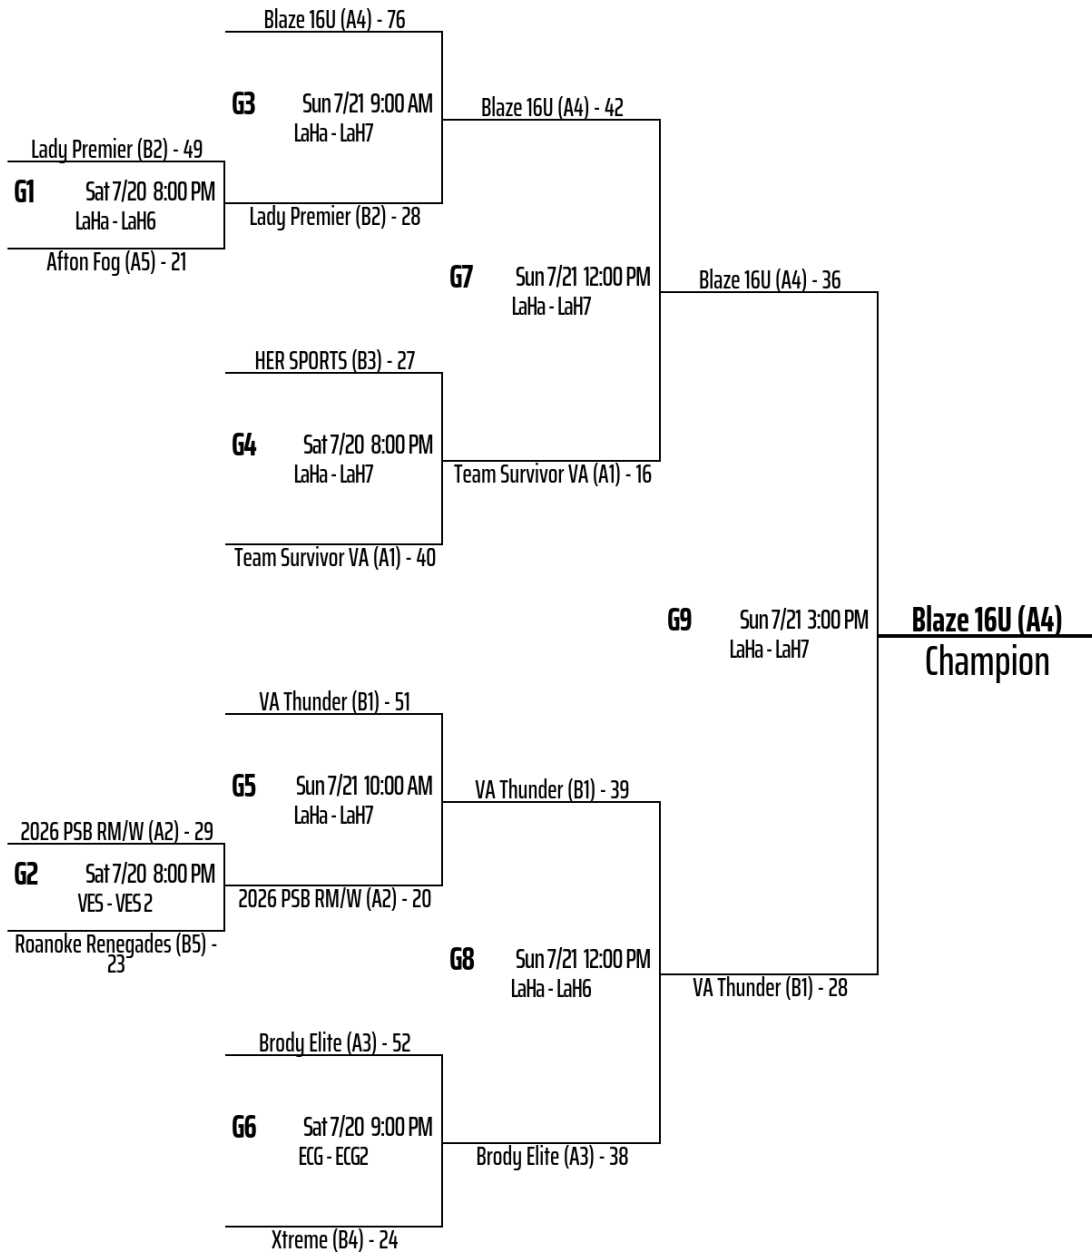 Blaze 16U (A4) - 76
G3 Sun 7/21 9:00 AM
LaHa - LaH7
Blaze 16U (A4) - 42
Lady Premier (B2) - 49
G1 Sat 7/20 8:00 PM
LaHa - LaH6
Lady Premier (B2) - 28
Afton Fog (A5) - 21
G7 Sun 7/21 12:00 PM
LaHa - LaH7
Blaze 16U (A4) - 36
HER SPORTS (B3) - 27
G4 Sat 7/20 8:00 PM
LaHa - LaH7
Team Survivor VA (A1) - 16
Team Survivor VA (A1) - 40
G9 Sun 7/21 3:00 PM
LaHa - LaH7
Blaze 16U (A4)
Champion
VA Thunder (B1) - 51
G5 Sun 7/21 10:00 AM
LaHa - LaH7
VA Thunder (B1) - 39
2026 PSB RM/W (A2) - 29
G2 Sat 7/20 8:00 PM
VES - VES 2
2026 PSB RM/W (A2) - 20
Roanoke Renegades (B5) -
23
G8 Sun 7/21 12:00 PM
LaHa - LaH6
VA Thunder (B1) - 28
Brody Elite (A3) - 52
G6 Sat 7/20 9:00 PM
ECG - ECG2
Brody Elite (A3) - 38
Xtreme (B4) - 24